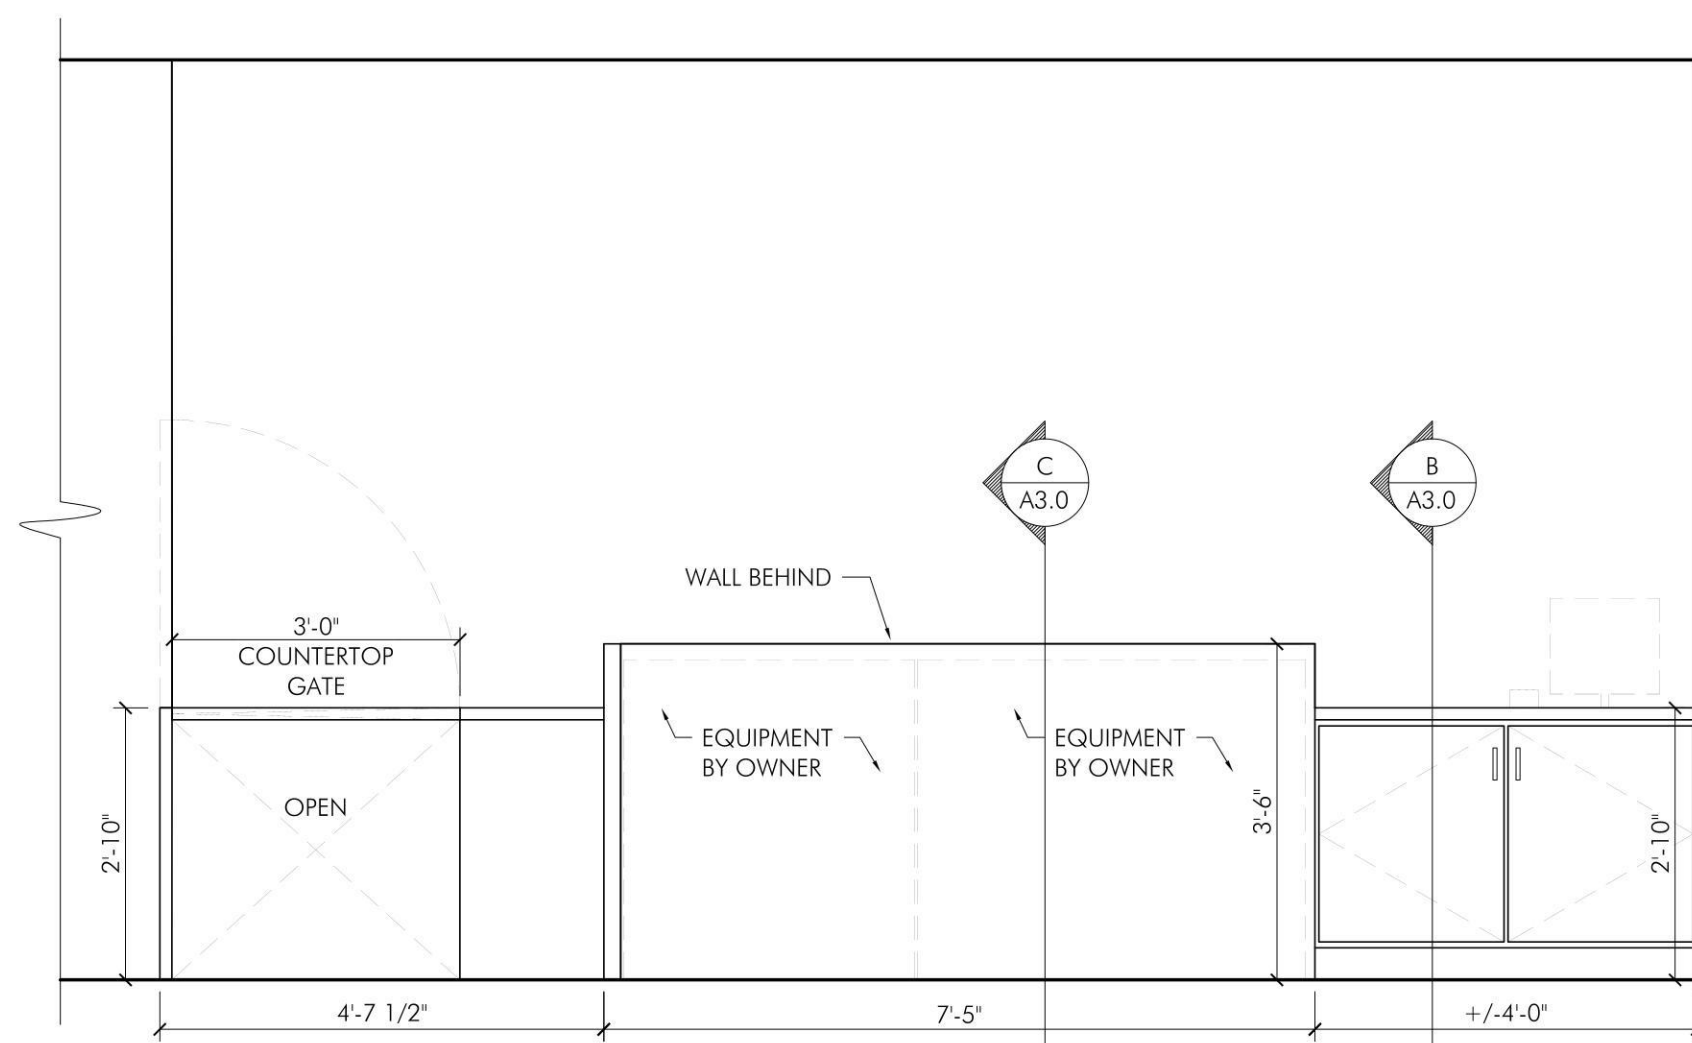 C
A3.0
B
A3.0
WALL BEHIND
3'-0"
COUNTERTOP
GATE
EQUIPMENT
BY OWNER
EQUIPMENT
BY OWNER
OPEN
2'-10"
3'-6"
2'-10"
4'-7 1/2"
7'-5"
+/-4'-0"